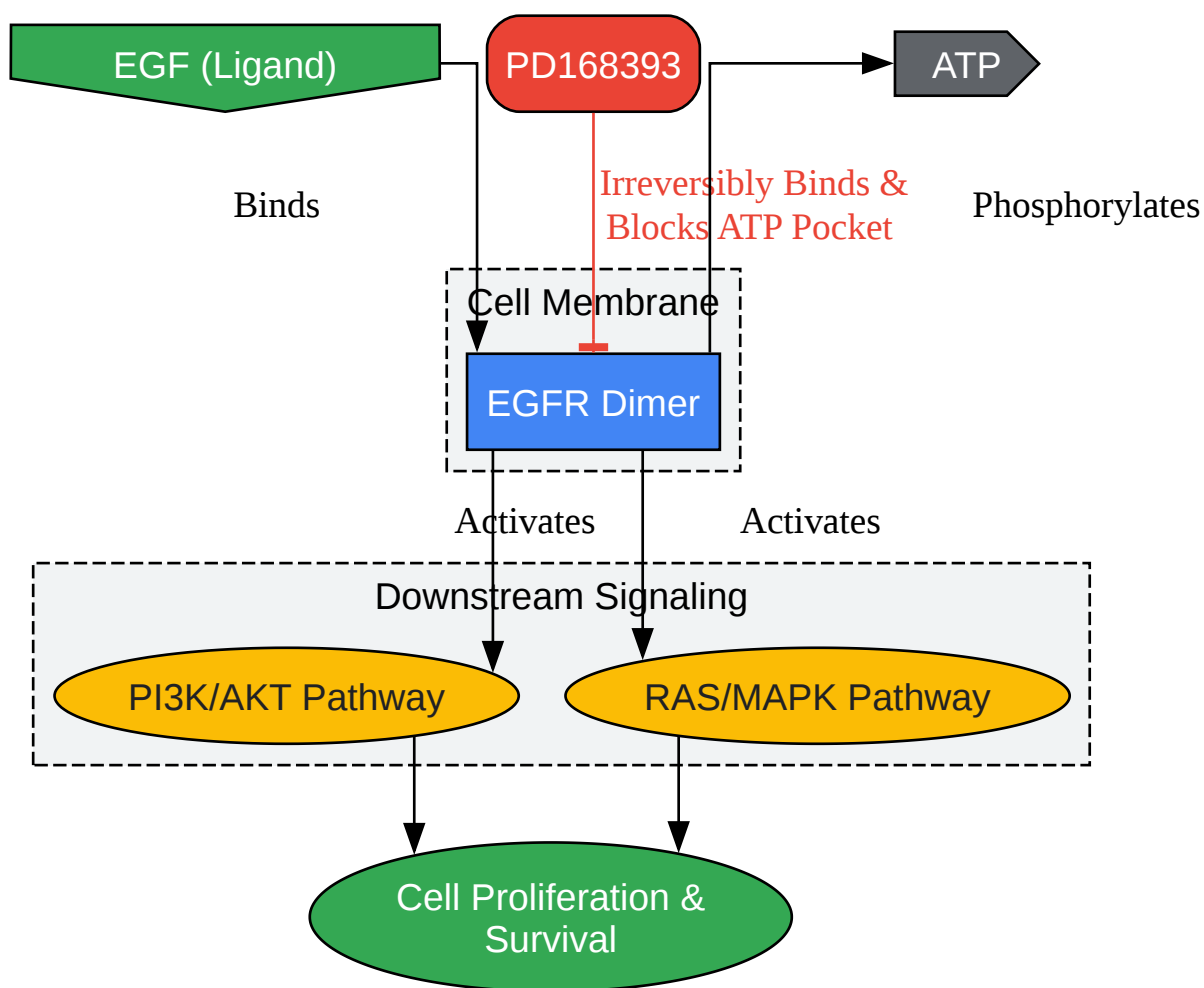 EGF (Ligand)
PD168393
ATP
Irreversibly Binds &
Blocks ATP Pocket
Binds
Phosphorylates
Cell Membrane
EGFR Dimer
Activates
Activates
Downstream Signaling
PI3K/AKT Pathway
RAS/MAPK Pathway
Cell Proliferation &
Survival